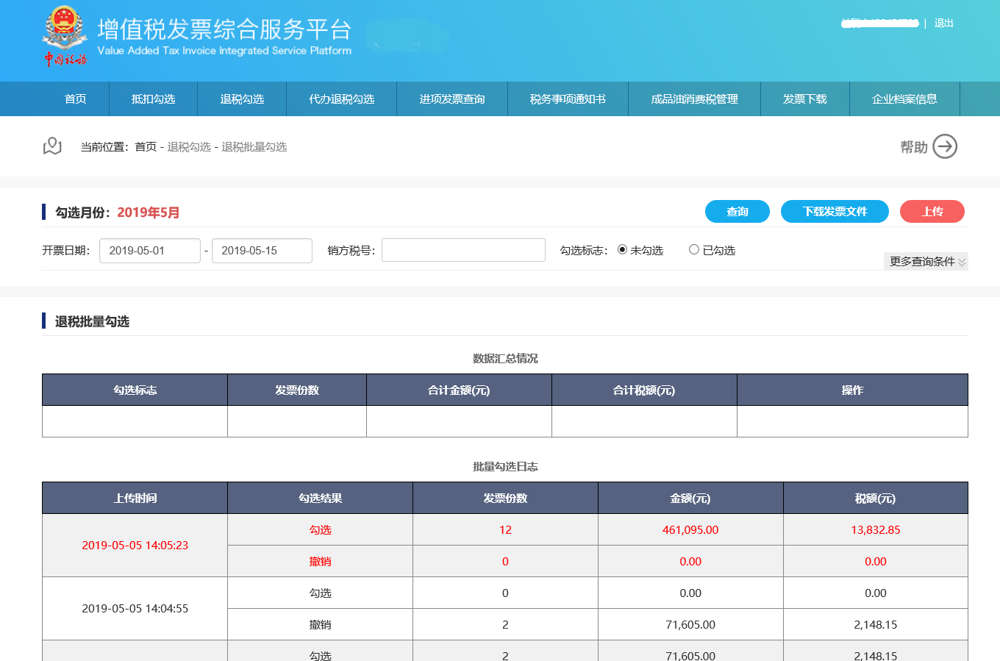 增值税发票综合服务平台
Value Added Tax Invoice Integrated Service Platform
中国税务
| 退出
首页 抵扣勾选 退税勾选 代办退税勾选 进项发票查询 税务事项通知书 成品油消费税管理 发票下载 企业档案信息
当前位置：首页 - 退税勾选 - 退税批量勾选
帮助
勾选月份：2019年5月
查询 下载发票文件 上传
开票日期： 2019-05-01 - 2019-05-15 销方税号： 勾选标志： 未勾选 已勾选
更多查询条件
退税批量勾选
数据汇总情况
勾选标志 发票份数 合计金额(元) 合计税额(元) 操作
批量勾选日志
上传时间 勾选结果 发票份数 金额(元) 税额(元)
2019-05-05 14:05:23 勾选 12 461,095.00 13,832.85
撤销 0 0.00 0.00
2019-05-05 14:04:55 勾选 0 0.00 0.00
撤销 2 71,605.00 2,148.15
勾选 2 71,605.00 2,148.15